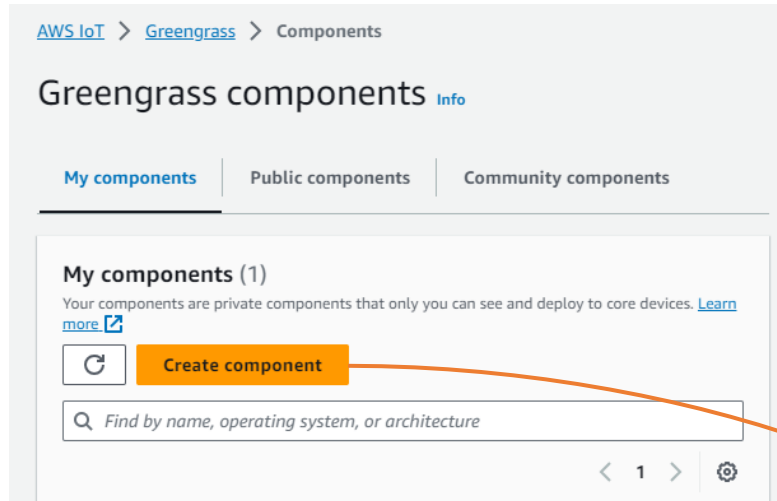 AWS IoT > Greengrass > Components
Greengrass components Info
My components Public components Community components
My components (1)
Your components are private components that only you can see and deploy to core devices. Learn
more
Create component
Find by name, operating system, or architecture
< 1 >